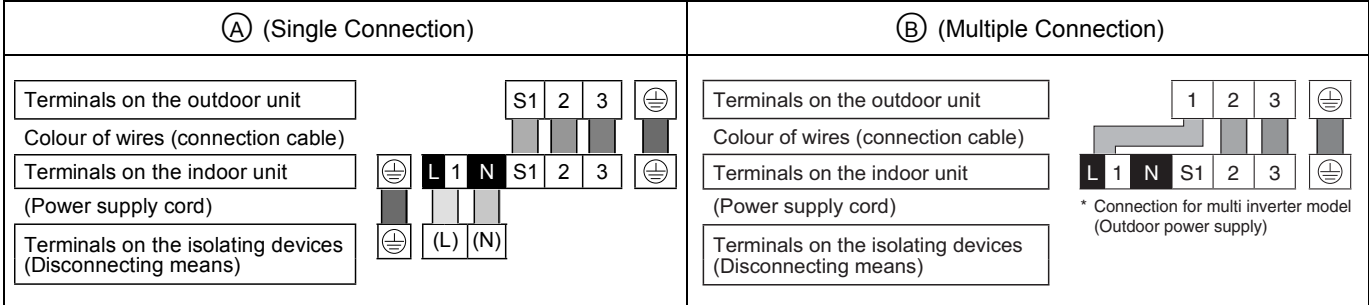 Ⓐ (Single Connection)
Terminals on the outdoor unit
S1 2 3
Colour of wires (connection cable)
Terminals on the indoor unit
L 1 N S1 2 3
(Power supply cord)
Terminals on the isolating devices
(Disconnecting means)
(L) (N)
Ⓑ (Multiple Connection)
Terminals on the outdoor unit
1 2 3
Colour of wires (connection cable)
Terminals on the indoor unit
L 1 N S1 2 3
(Power supply cord)
* Connection for multi inverter model
(Outdoor power supply)
Terminals on the isolating devices
(Disconnecting means)